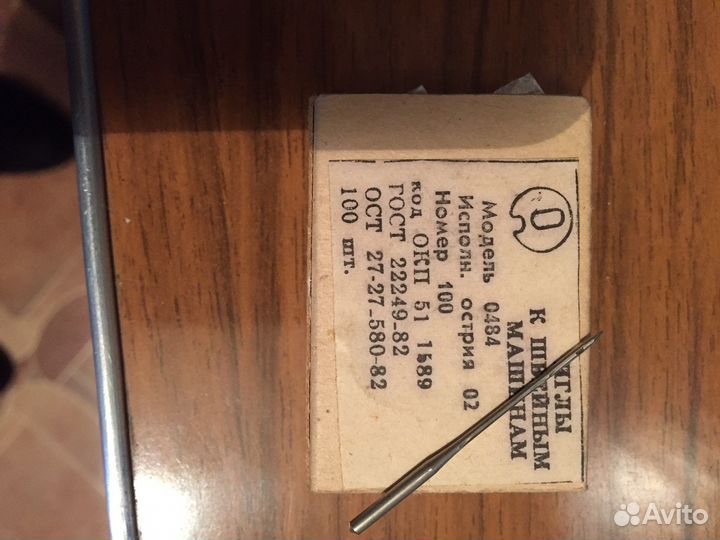 ИГЛЫ
К ШВЕЙНЫМ
МАШИНАМ
Модель 0484
Исполн. острия 02
Номер 100
код ОКП 51 1589
ГОСТ 22249-82
ОСТ 27-27-580-82
100 шт.
Avito